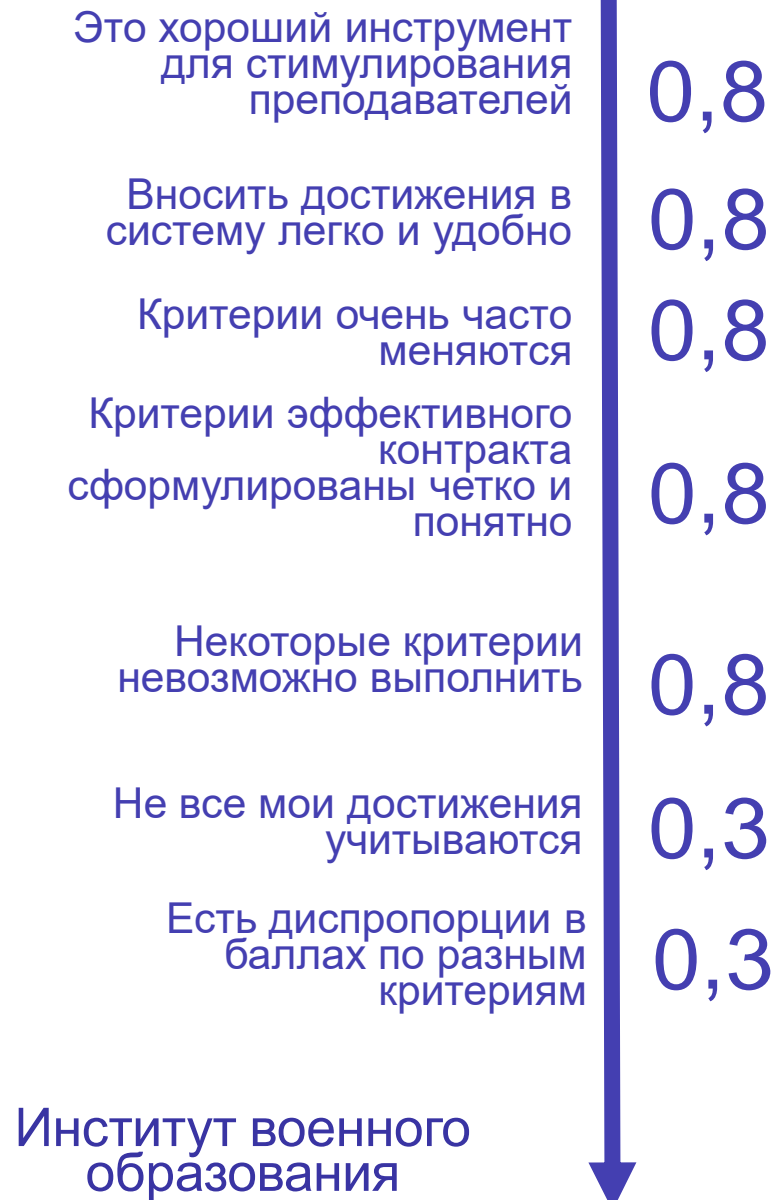 Это хороший инструмент
для стимулирования
преподавателей
0,8
Вносить достижения в
систему легко и удобно
0,8
Критерии очень часто
меняются
0,8
Критерии эффективного
контракта
сформулированы четко и
понятно
0,8
Некоторые критерии
невозможно выполнить
0,8
Не все мои достижения
учитываются
0,3
Есть диспропорции в
баллах по разным
критериям
0,3
Институт военного
образования